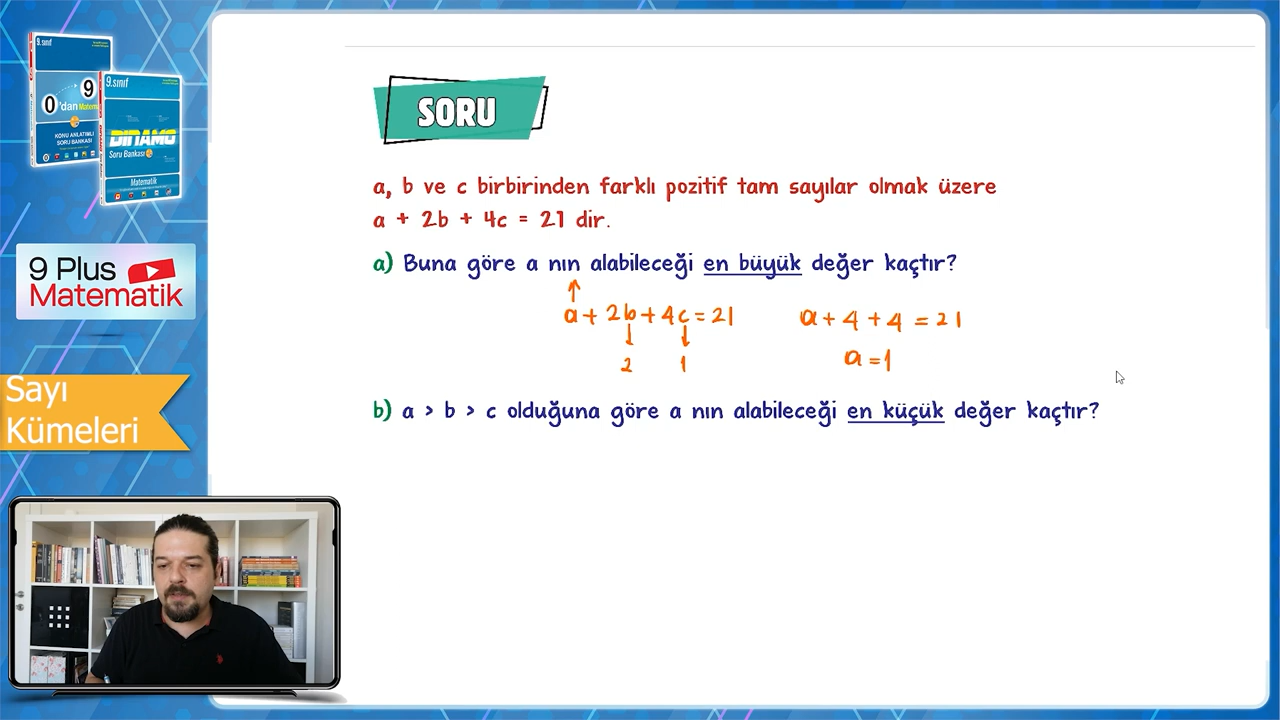 9.sınıf
0'dan 9 Matem
KONU ANLATIMLI
SORU BANKASI
9.sınıf
DINAMO
Soru Bankası
Matematik
9 Plus
Matematik
Sayı
Kümeleri
SORU
a, b ve c birbirinden farklı pozitif tam sayılar olmak üzere
a + 2b + 4c = 21 dir.
a) Buna göre a nın alabileceği en büyük değer kaçtır?
a + 2b + 4c = 21 a + 4 + 4 = 21
2 1 a = 1
b) a > b > c olduğuna göre a nın alabileceği en küçük değer kaçtır?